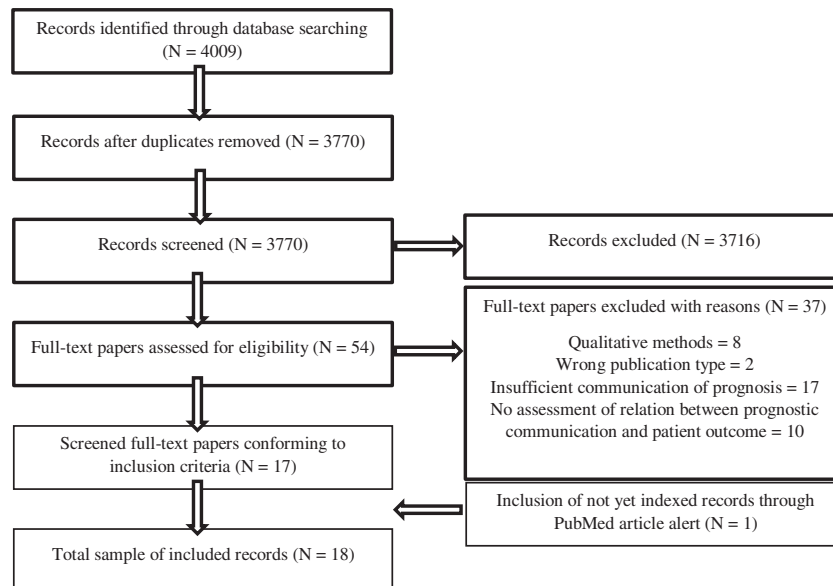 Records identified through database searching
(N = 4009)
Records after duplicates removed (N = 3770)
Records screened (N = 3770)
Records excluded (N = 3716)
Full-text papers assessed for eligibility (N = 54)
Full-text papers excluded with reasons (N = 37)
Qualitative methods = 8
Wrong publication type = 2
Insufficient communication of prognosis = 17
No assessment of relation between prognostic
communication and patient outcome = 10
Screened full-text papers conforming to
inclusion criteria (N = 17)
Inclusion of not yet indexed records through
PubMed article alert (N = 1)
Total sample of included records (N = 18)